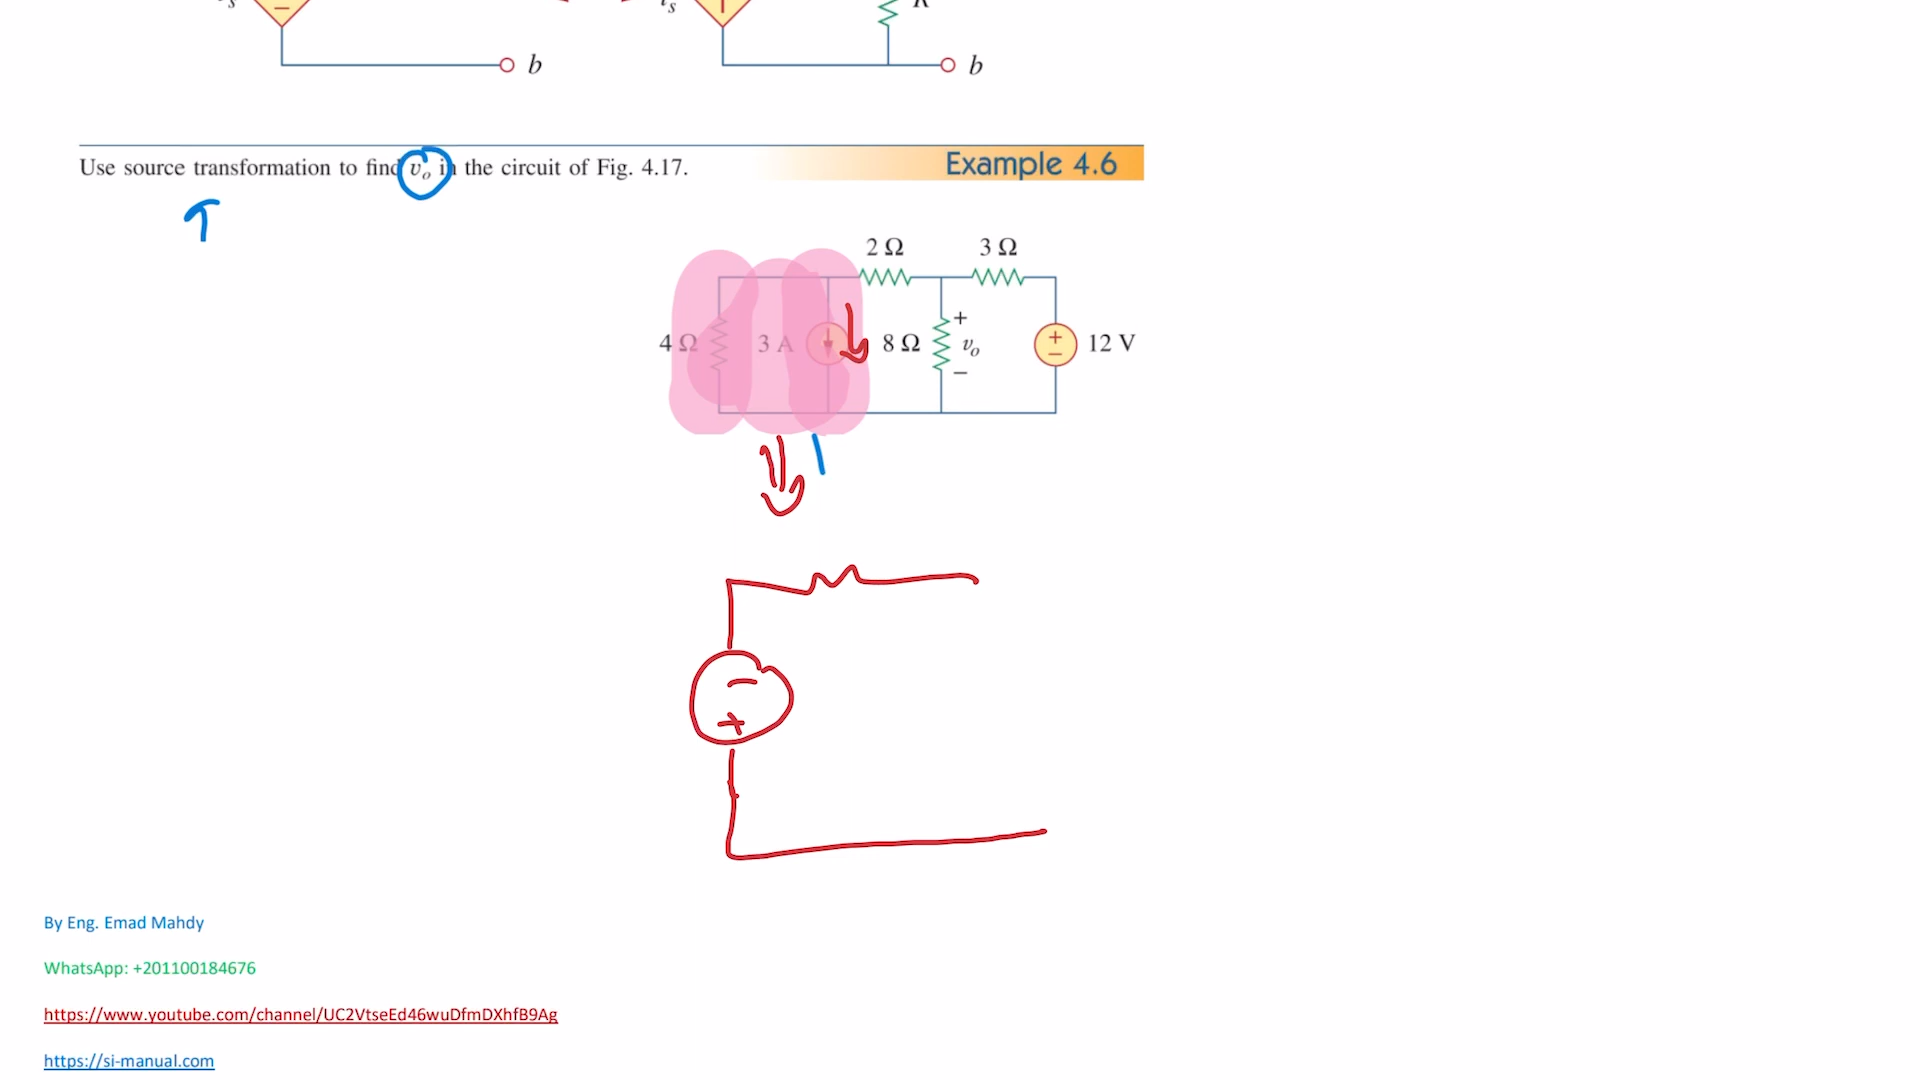 b
b
Use source transformation to find v_o in the circuit of Fig. 4.17.
Example 4.6
2 Ω
3 Ω
4 Ω
3 A
8 Ω
+
v_o
−
+
−
12 V
−
+
By Eng. Emad Mahdy
WhatsApp: +201100184676
https://www.youtube.com/channel/UC2VtseEd46wuDfmDXhfB9Ag
https://si-manual.com